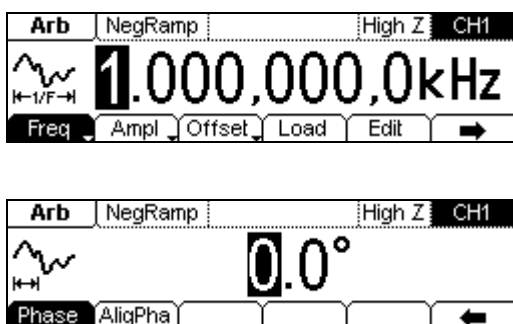 Arb NegRamp High Z CH1
1/F 1.000,000,0kHz
Freq Ampl Offset Load Edit
Arb NegRamp High Z CH1
0.0°
Phase AligPha